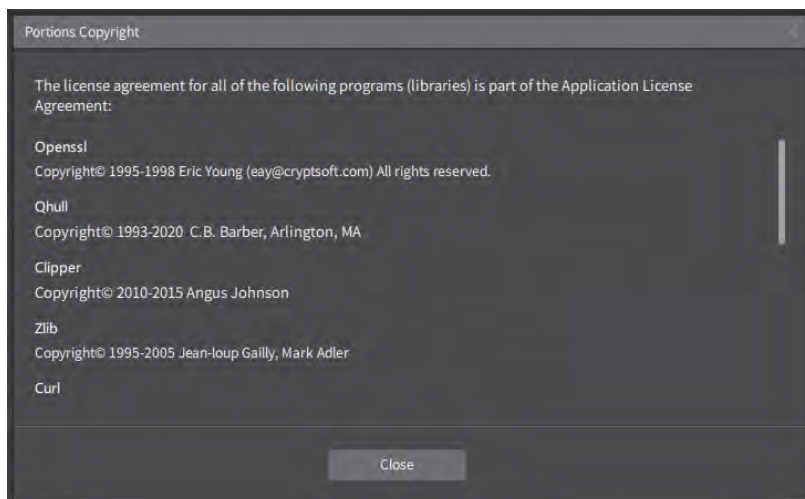 Portions Copyright
The license agreement for all of the following programs (libraries) is part of the Application License
Agreement:
Openssl
Copyright© 1995-1998 Eric Young (eay@cryptsoft.com) All rights reserved.
Qhull
Copyright© 1993-2020 C.B. Barber, Arlington, MA
Clipper
Copyright© 2010-2015 Angus Johnson
Zlib
Copyright© 1995-2005 Jean-loup Gailly, Mark Adler
Curl
Close